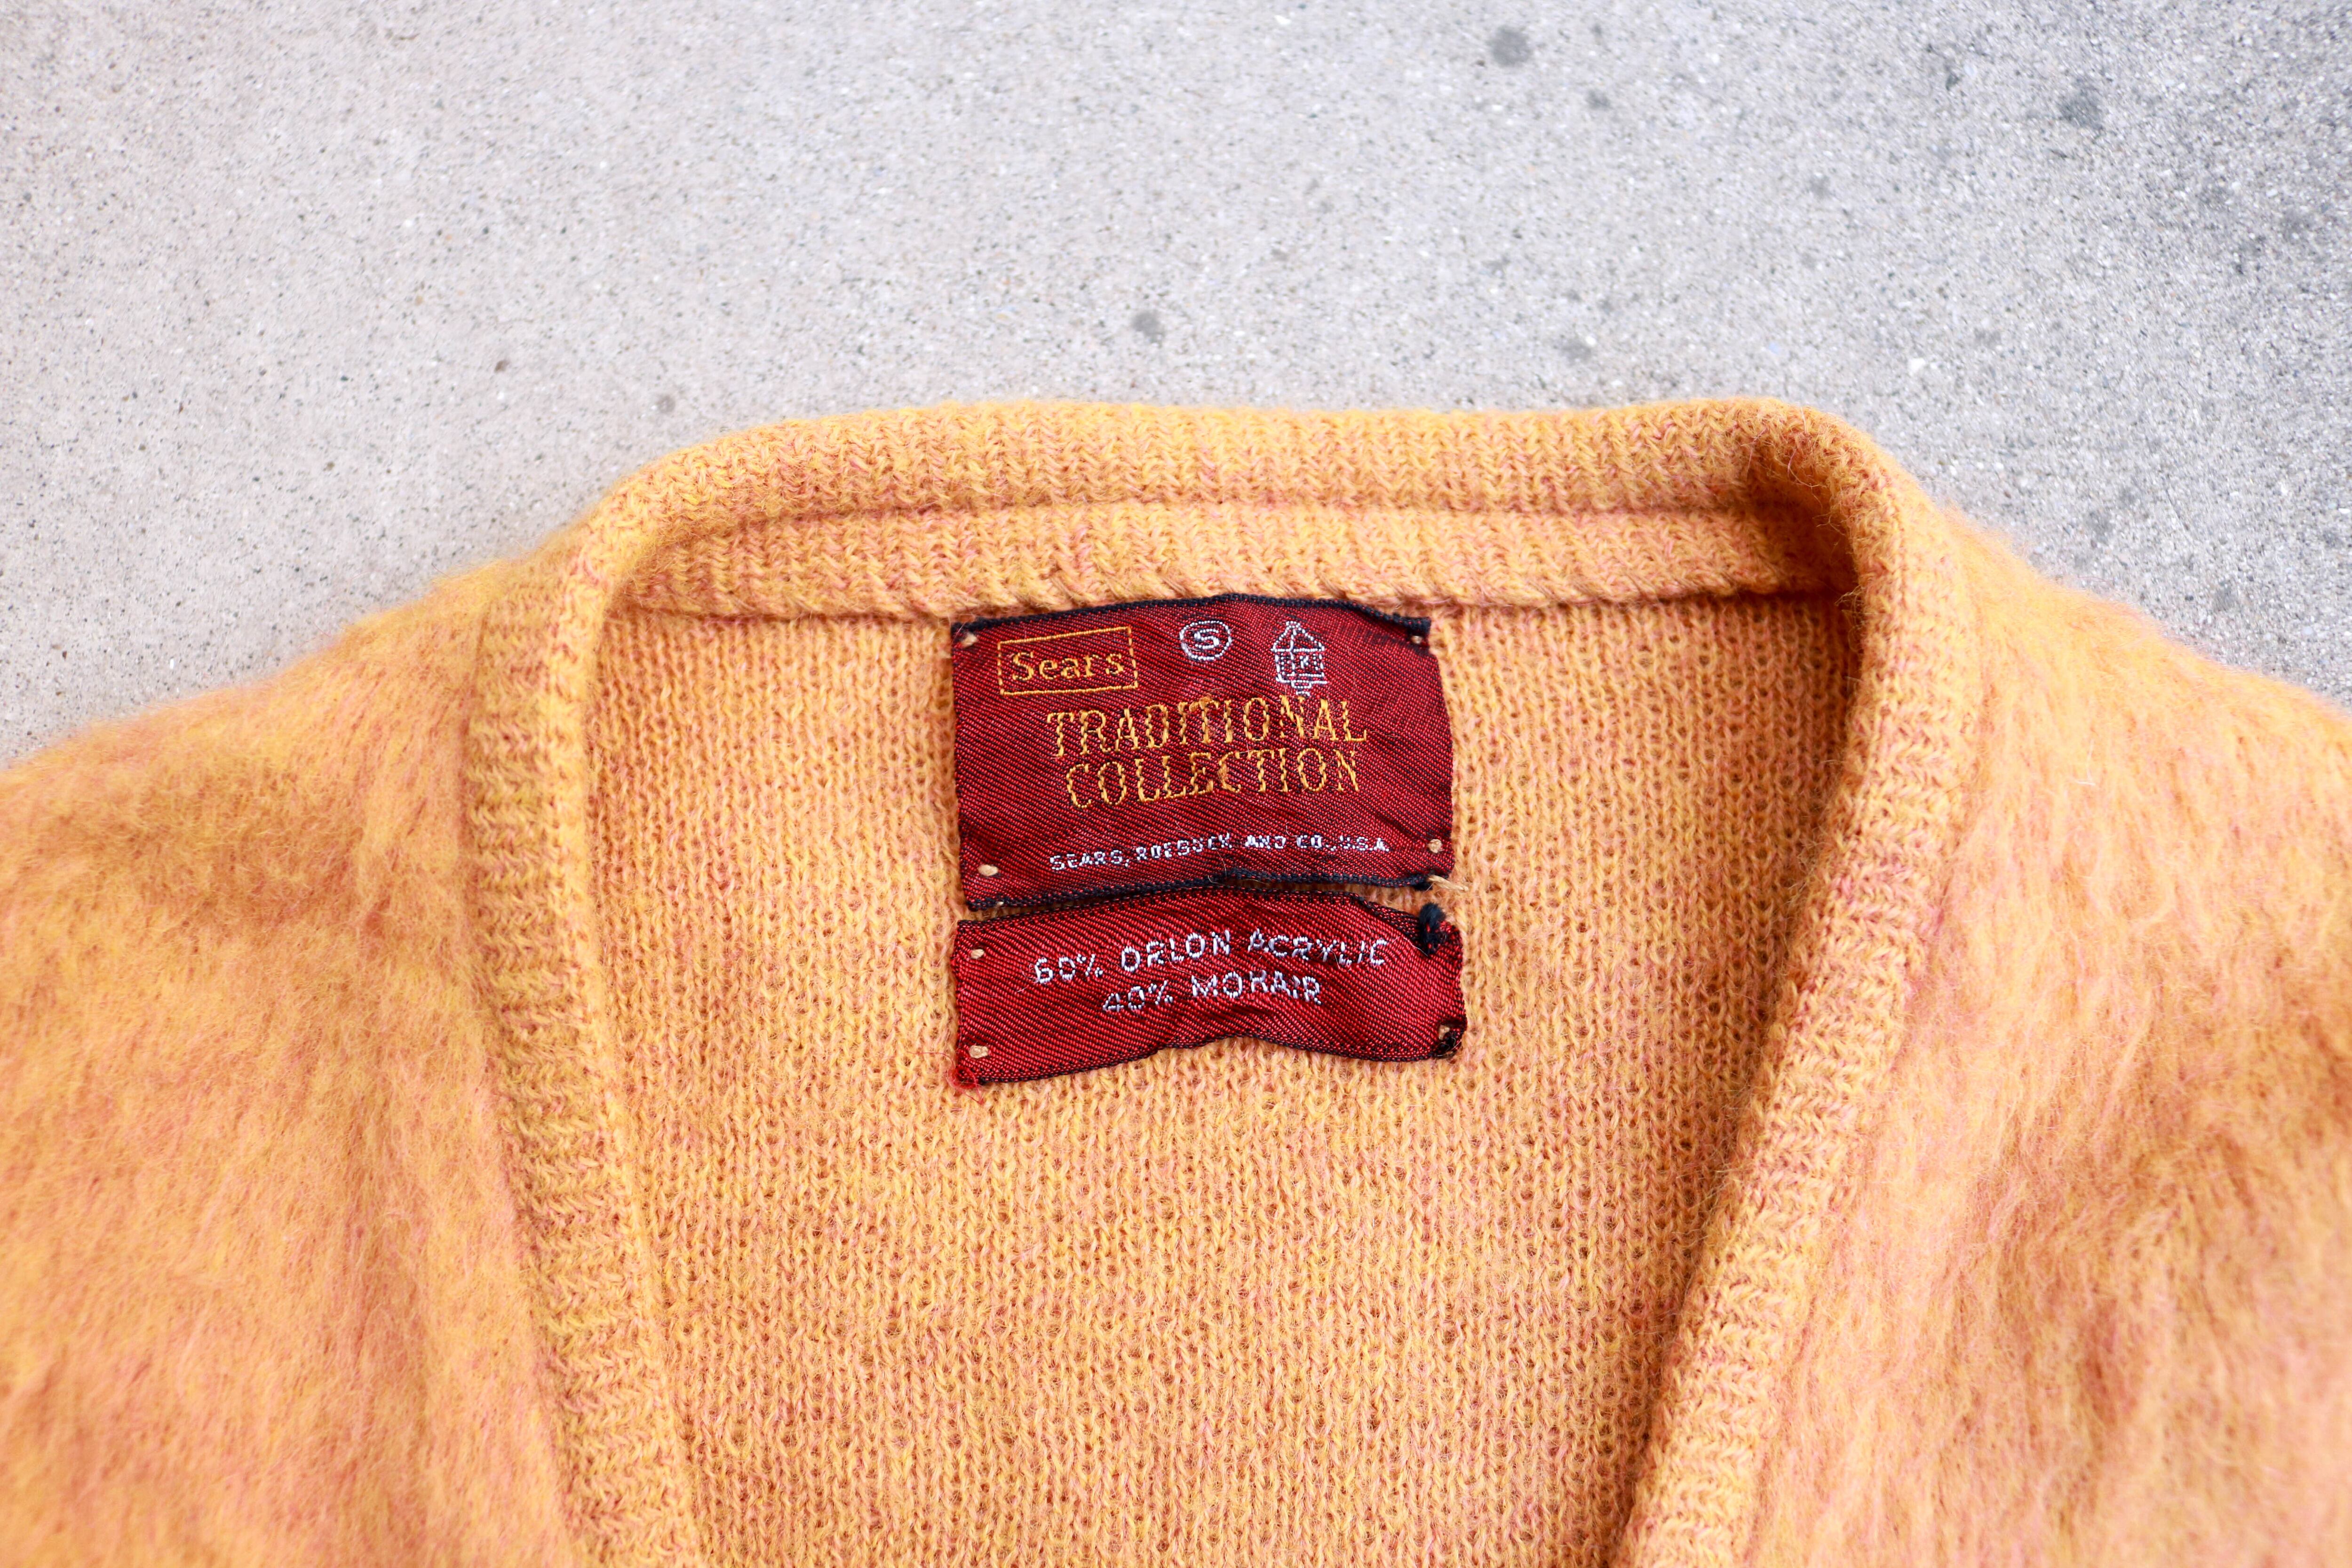 Sears
S
TRADITIONAL
COLLECTION
SEARS, ROEBUCK AND CO., U.S.A.
60% ORLON ACRYLIC
40% MOHAIR